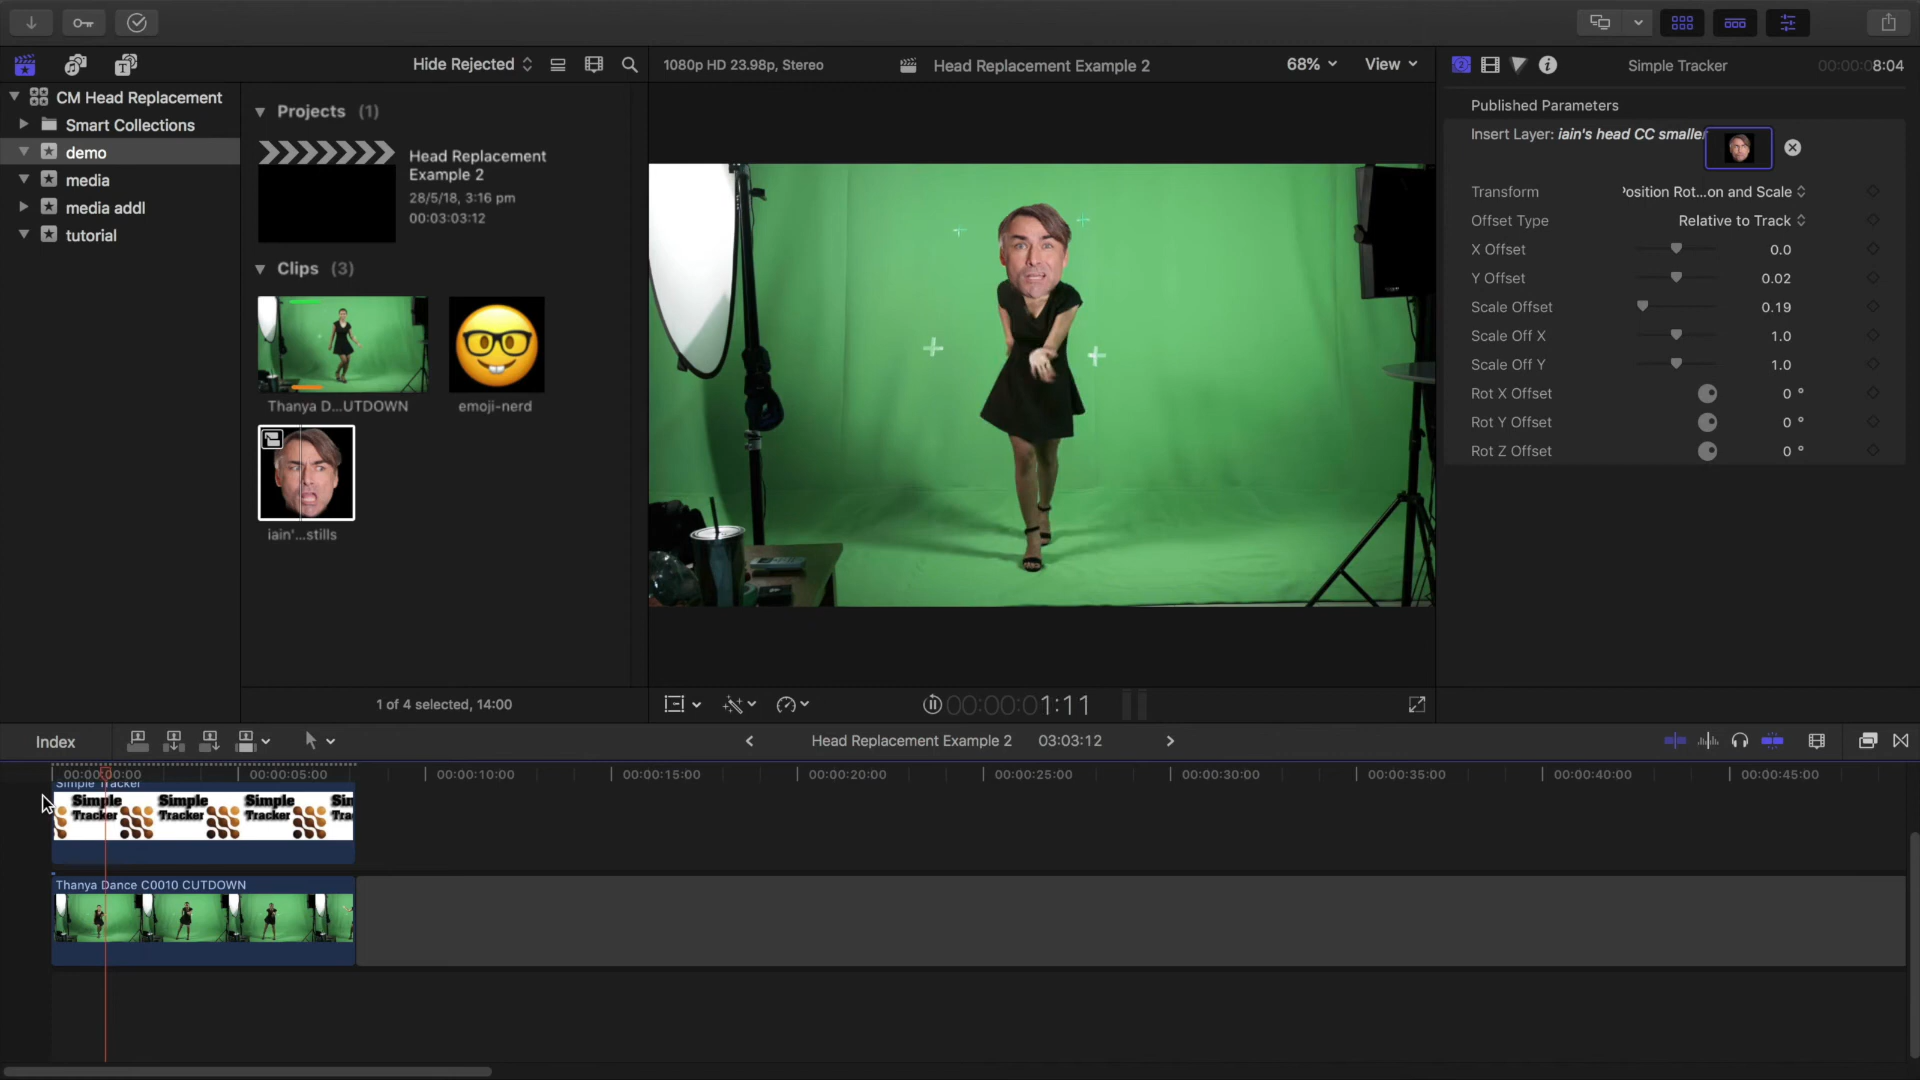 Hide Rejected
1080p HD 23.98p, Stereo
Head Replacement Example 2
68%
View
Simple Tracker
00:00:08:04
CM Head Replacement
Smart Collections
demo
media
media addl
tutorial
Projects (1)
Head Replacement
Example 2
28/5/18, 3:16 pm
00:03:03:12
Clips (3)
Thanya D...UTDOWN
emoji-nerd
iain'...stills
1 of 4 selected, 14:00
Published Parameters
Insert Layer: iain's head CC smaller
Transform
Position Rot...on and Scale
Offset Type
Relative to Track
X Offset
0.0
Y Offset
0.02
Scale Offset
0.19
Scale Off X
1.0
Scale Off Y
1.0
Rot X Offset
0 °
Rot Y Offset
0 °
Rot Z Offset
0 °
00:00:01:11
Index
Head Replacement Example 2
03:03:12
00:00:00:00
00:00:05:00
00:00:10:00
00:00:15:00
00:00:20:00
00:00:25:00
00:00:30:00
00:00:35:00
00:00:40:00
00:00:45:00
Simple Tracker
Simple
Tracker
Simple
Tracker
Simple
Tracker
Sin
Tra
Thanya Dance C0010 CUTDOWN